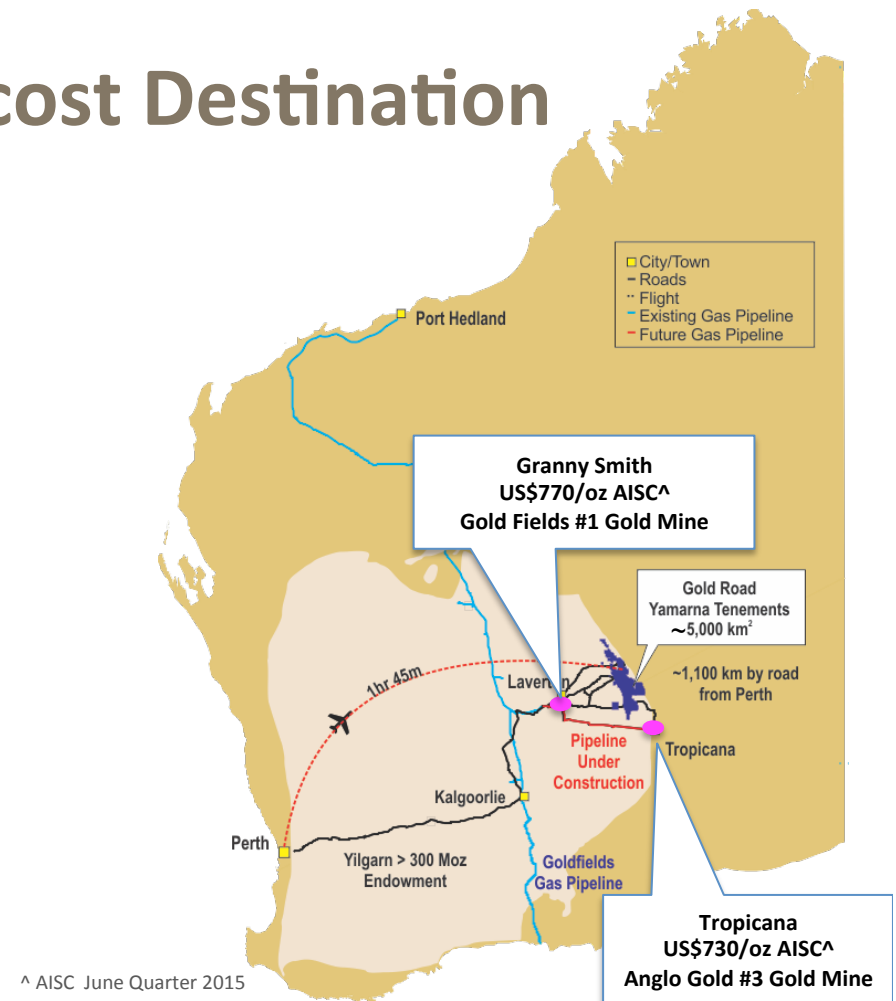 cost Destination
City/Town
Roads
Flight
Existing Gas Pipeline
Future Gas Pipeline
Port Hedland
Granny Smith
US$770/oz AISC^
Gold Fields #1 Gold Mine
Gold Road
Yamarna Tenements
~5,000 km²
1hr 45m
~1,100 km by road
from Perth
Pipeline
Under
Construction
Tropicana
Kalgoorlie
Perth
Yilgarn > 300 Moz
Endowment
Goldfields
Gas Pipeline
Tropicana
US$730/oz AISC^
Anglo Gold #3 Gold Mine
^ AISC June Quarter 2015